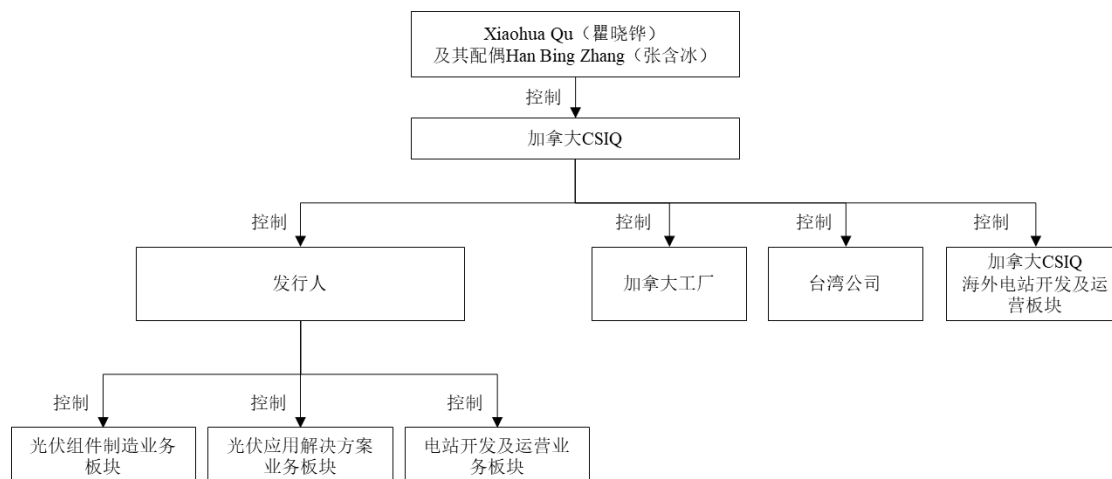 Xiaohua Qu（瞿晓铧）
及其配偶Han Bing Zhang（张含冰）
控制
加拿大CSIQ
控制
控制
控制
控制
发行人
加拿大工厂
台湾公司
加拿大CSIQ
海外电站开发及运
营板块
控制
控制
控制
光伏组件制造业务
板块
光伏应用解决方案
业务板块
电站开发及运营业
务板块